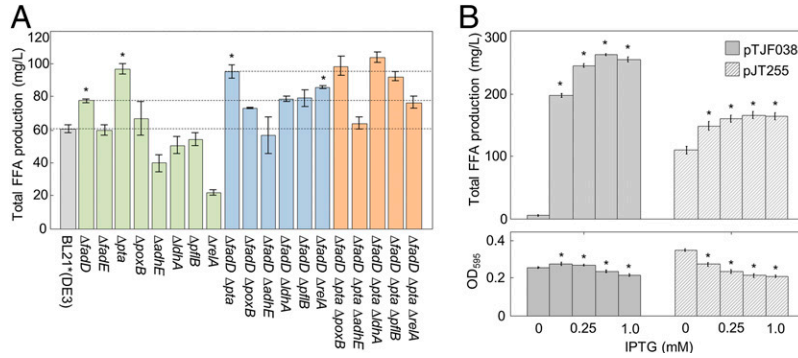 A
Total FFA production (mg/L)
120
100
80
60
40
20
0
* * * *
BL21*(DE3)
ΔfadD
ΔfadE
Δpta
ΔpoxB
ΔadhE
ΔldhA
ΔpflB
ΔrelA
ΔfadD Δpta
ΔfadD ΔpoxB
ΔfadD ΔadhE
ΔfadD ΔldhA
ΔfadD ΔpflB
ΔfadD ΔrelA
ΔfadD Δpta ΔpoxB
ΔfadD Δpta ΔadhE
ΔfadD Δpta ΔldhA
ΔfadD Δpta ΔpflB
ΔfadD Δpta ΔrelA
B
Total FFA production (mg/L)
300
200
100
0
* * * * * * * *
pTJF038
pJT255
OD595
0.4
0.2
0
* * * * * * * *
0 0.25 1.0 0 0.25 1.0
IPTG (mM)